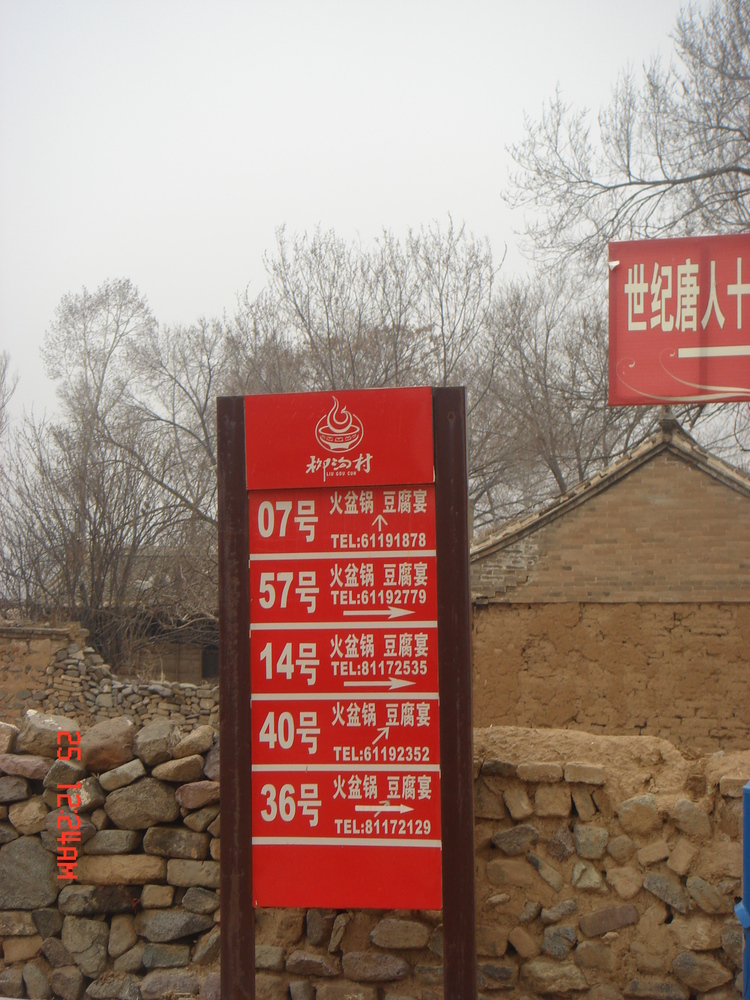 世纪唐人十
柳沟村
LIU GOU CUN
07号 火盆锅 豆腐宴
TEL:61191878
57号 火盆锅 豆腐宴
TEL:61192779
14号 火盆锅 豆腐宴
TEL:81172535
40号 火盆锅 豆腐宴
TEL:61192352
36号 火盆锅 豆腐宴
TEL:81172129
25 12:24AM